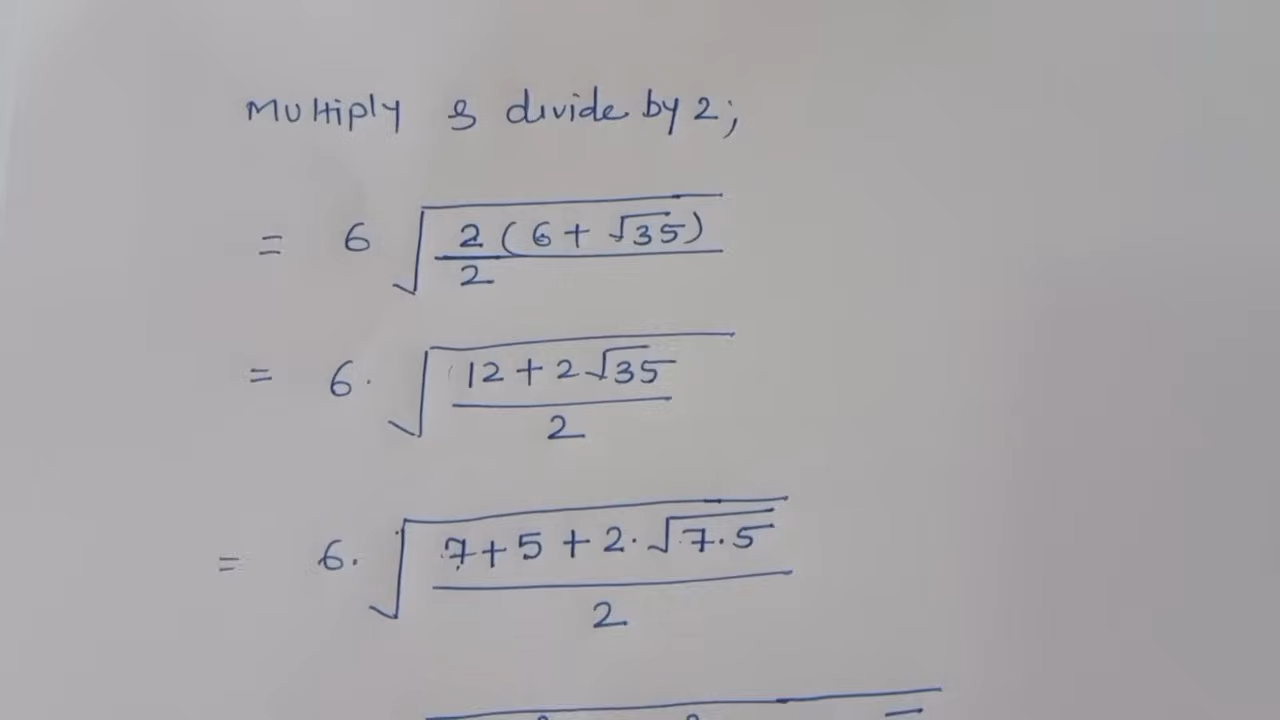 Multiply & divide by 2;
= 6 √(2(6+√35)/2)
= 6. √((12+2√35)/2)
= 6. √((7+5+2.√(7.5))/2)